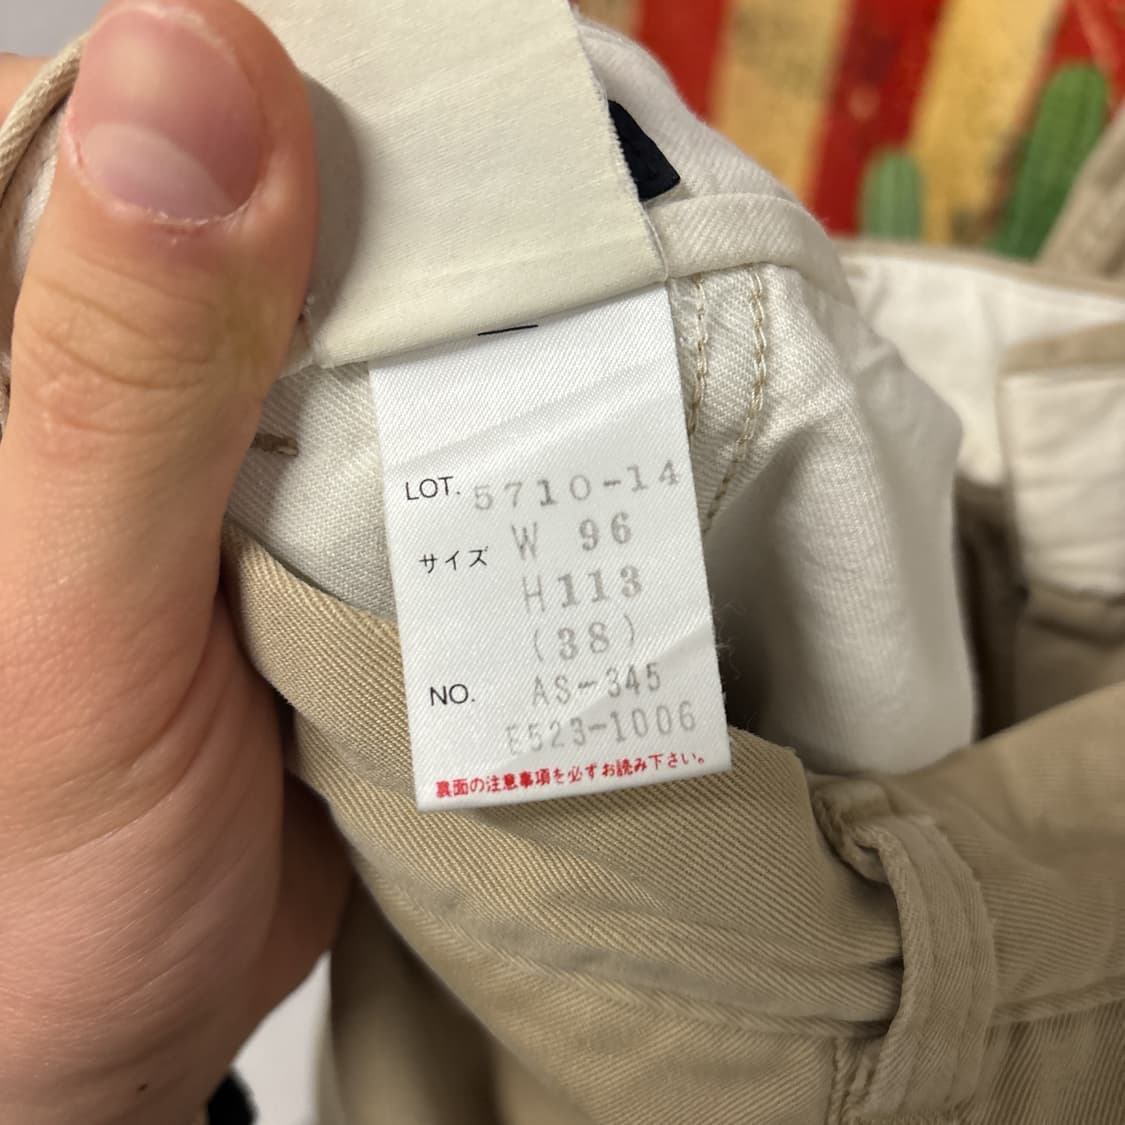 LOT. 5710-14
サイズ W 96
H113
(38)
NO. AS-345
E523-1006
裏面の注意事項を必ずお読み下さい。